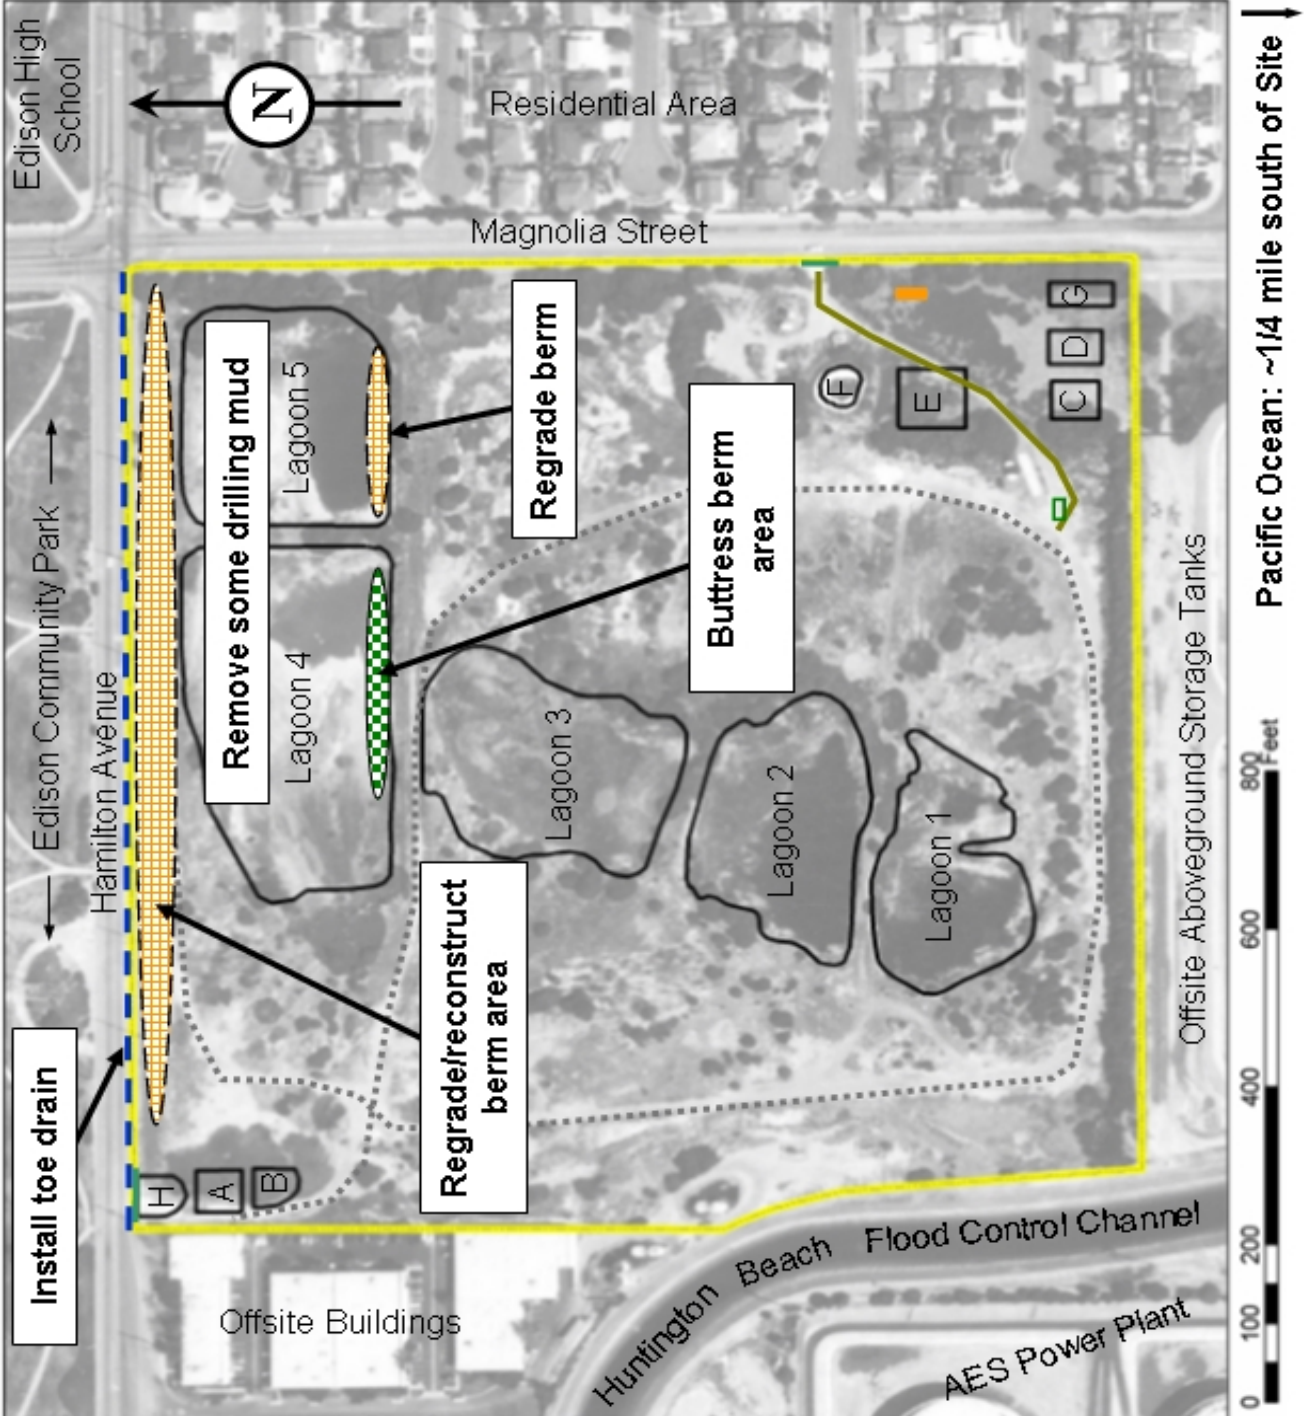 Install toe drain
Edison Community Park
Hamilton Avenue
Edison High
School
N
Residential Area
Magnolia Street
H
A
B
Offsite Buildings
Regrade/reconstruct
berm area
Remove some drilling mud
Lagoon 4
Lagoon 5
Regrade berm
Buttress berm
area
Lagoon 3
Lagoon 2
Lagoon 1
F
E
C
D
G
Huntington Beach Flood Control Channel
AES Power Plant
Offsite Aboveground Storage Tanks
0 100 200 400 600 800
Feet
Pacific Ocean: ~1/4 mile south of Site